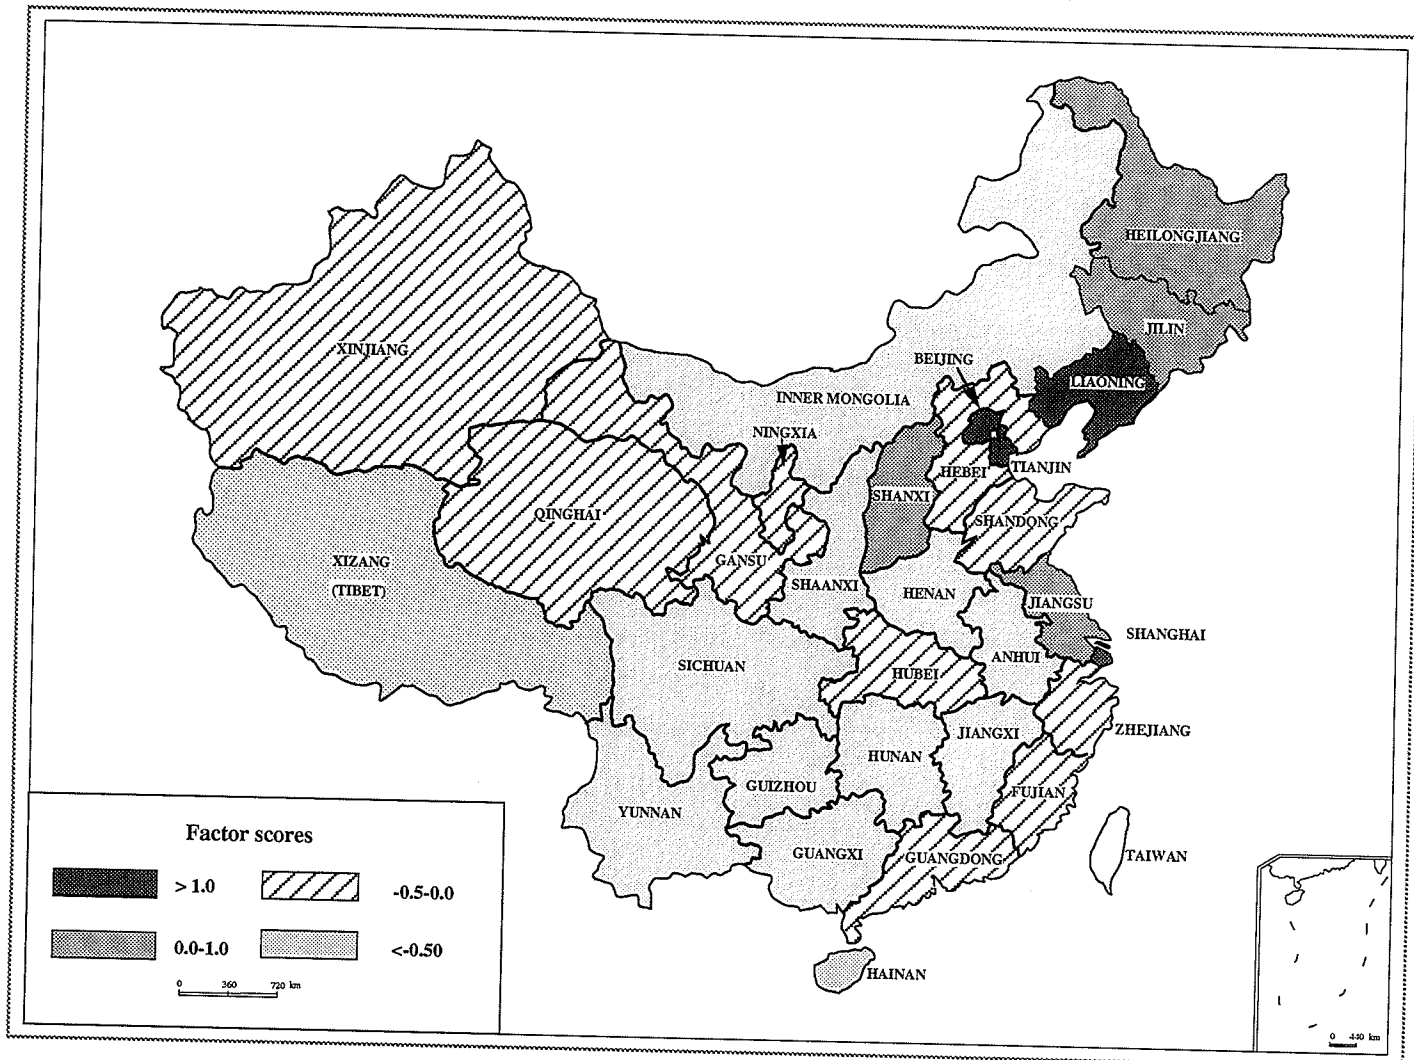 HEILONGJIANG
JILIN
XINJIANG
BEIJING
LIAONING
INNER MONGOLIA
NINGXIA
HEBEI
TIANJIN
SHANXI
QINGHAI
SHANDONG
GANSU
XIZANG
(TIBET)
SHAANXI
HENAN
JIANGSU
SHANGHAI
ANHUI
SICHUAN
HUBEI
ZHEJIANG
JIANGXI
HUNAN
GUIZHOU
FUJIAN
YUNNAN
GUANGXI
GUANGDONG
TAIWAN
HAINAN
Factor scores
> 1.0
-0.5-0.0
0.0-1.0
<-0.50
0 360 720 km
0 440 km